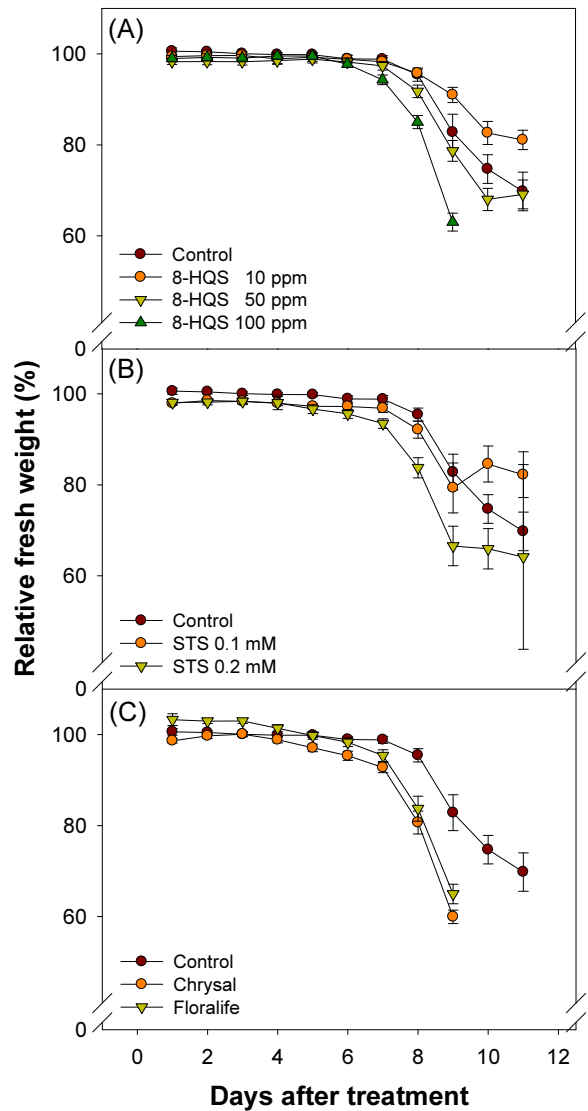 (A)
100
80
60
0
Control
8-HQS 10 ppm
8-HQS 50 ppm
8-HQS 100 ppm
(B)
100
80
60
0
Control
STS 0.1 mM
STS 0.2 mM
Relative fresh weight (%)
(C)
100
80
60
0
Control
Chrysal
Floralife
0 2 4 6 8 10 12
Days after treatment